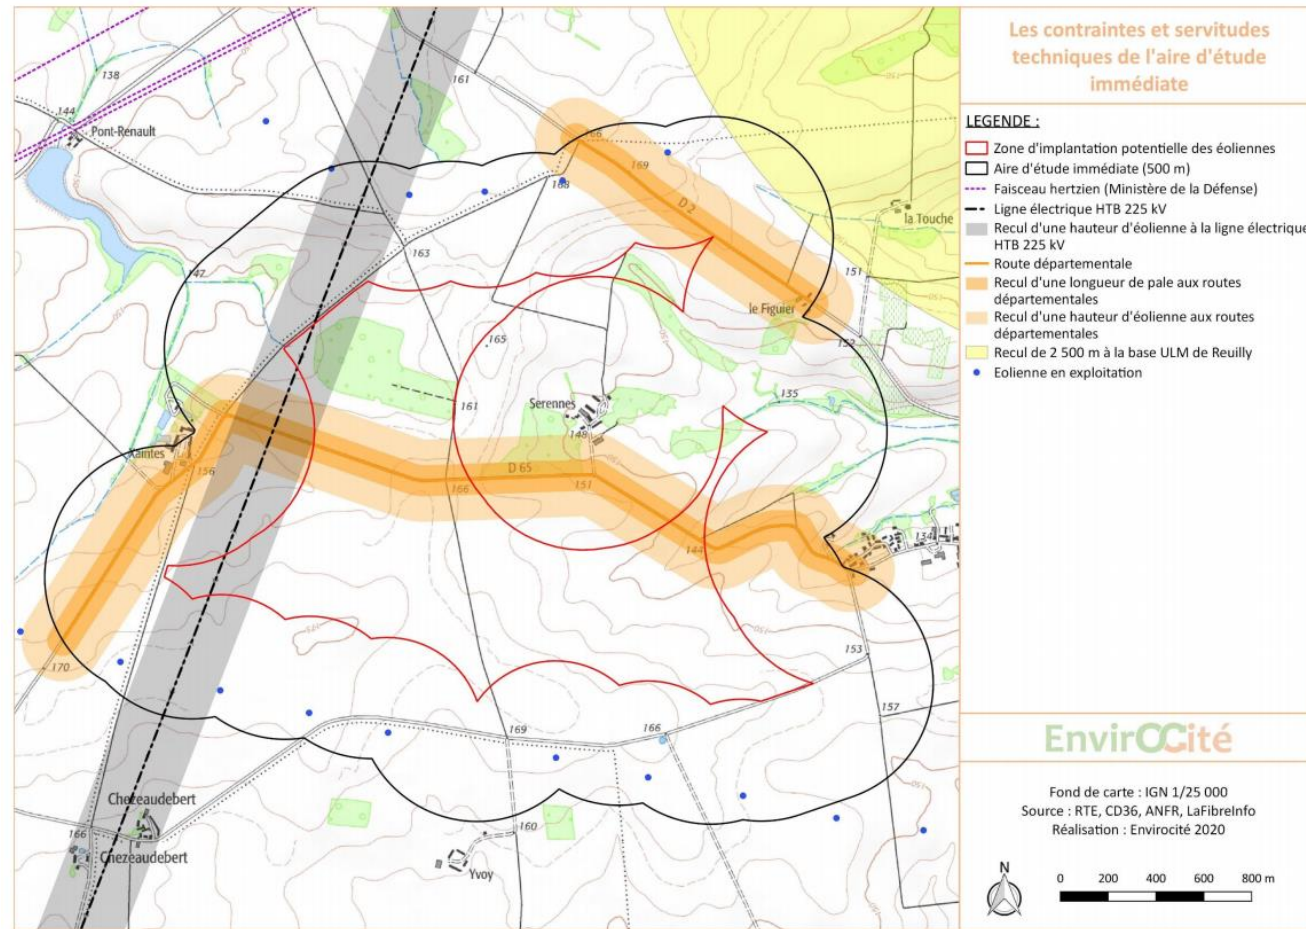 Les contraintes et servitudes
techniques de l'aire d'étude
immédiate
LEGENDE :
Zone d'implantation potentielle des éoliennes
Aire d'étude immédiate (500 m)
Faisceau hertzien (Ministère de la Défense)
Ligne électrique HTB 225 kV
Recul d'une hauteur d'éolienne à la ligne électrique
HTB 225 kV
Route départementale
Recul d'une longueur de pale aux routes
départementales
Recul d'une hauteur d'éolienne aux routes
départementales
Recul de 2 500 m à la base ULM de Reuilly
Eolienne en exploitation
EnvirOCité
Fond de carte : IGN 1/25 000
Source : RTE, CD36, ANFR, LaFibreInfo
Réalisation : Envirocité 2020
N
0 200 400 600 800 m
138
161
144
Pont-Renault
166
169
168
D 2
la Touche
163
147
151
le Figuier
152
165
161
135
Serennes
148
Xaintes
156
D 65
166
151
144
134
170
153
157
169
166
Chezeaudebert
166
Chezeaudebert
160
Yvoy
150
150
150